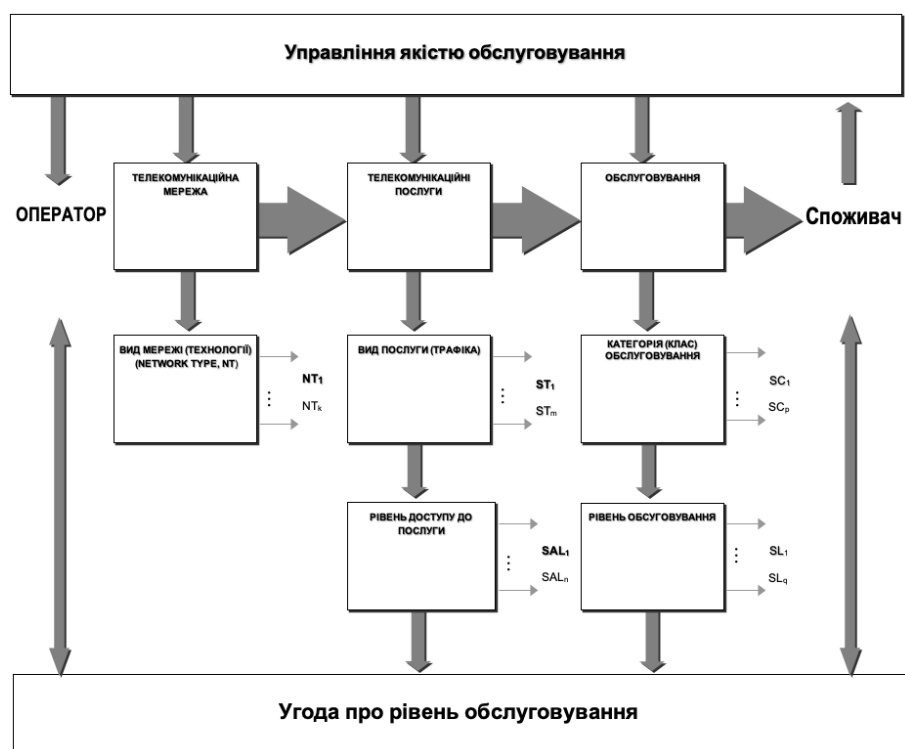 Управління якістю обслуговування
ТЕЛЕКОМУНІКАЦІЙНА
МЕРЕЖА
ТЕЛЕКОМУНІКАЦІЙНІ
ПОСЛУГИ
ОБСЛУГОВУВАННЯ
ОПЕРАТОР
Споживач
ВИД МЕРЕЖІ (ТЕХНОЛОГІЇ)
(NETWORK TYPE, NT)
NT₁
⋮
NTₖ
ВИД ПОСЛУГИ (ТРАФІКА)
ST₁
⋮
STₘ
КАТЕГОРІЯ (КЛАС)
ОБСЛУГОВУВАННЯ
SC₁
⋮
SCₚ
РІВЕНЬ ДОСТУПУ ДО
ПОСЛУГИ
SAL₁
⋮
SALₙ
РІВЕНЬ ОБСУГОВУВАННЯ
SL₁
⋮
SLq
Угода про рівень обслуговування